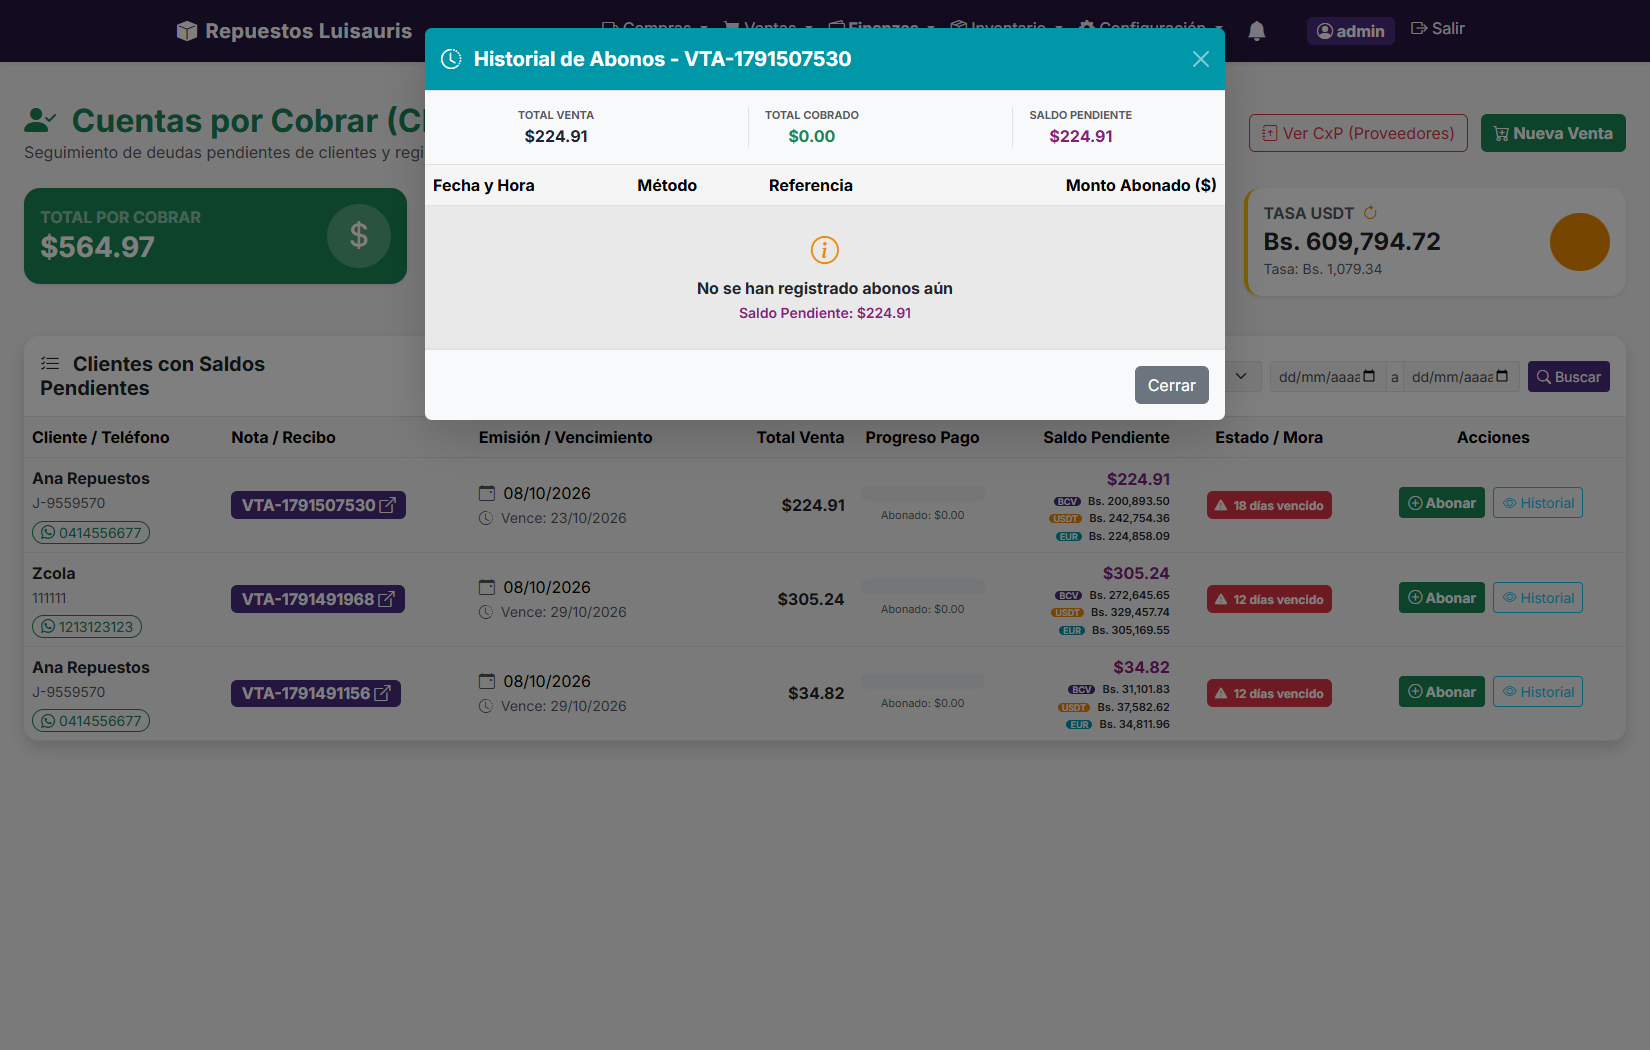 Repuestos Luisauris
Compras
Ventas
Finanzas
Inventario
Configuración
admin
Salir
Historial de Abonos - VTA-1791507530
TOTAL VENTA
$224.91
TOTAL COBRADO
$0.00
SALDO PENDIENTE
$224.91
Fecha y Hora Método Referencia Monto Abonado ($)
No se han registrado abonos aún
Saldo Pendiente: $224.91
Cerrar
Cuentas por Cobrar
Seguimiento de deudas pendientes de clientes y
Ver CxP (Proveedores)
Nueva Venta
TOTAL POR COBRAR
$564.97
$
TASA USDT
Bs. 609,794.72
Tasa: Bs. 1,079.34
Clientes con Saldos
Pendientes
dd/mm/aaaa a dd/mm/aaaa Buscar
Cliente / Teléfono Nota / Recibo Emisión / Vencimiento Total Venta Progreso Pago Saldo Pendiente Estado / Mora Acciones
Ana Repuestos
J-9559570
0414556677
VTA-1791507530
08/10/2026
Vence: 23/10/2026
$224.91
Abonado: $0.00
$224.91
BCV Bs. 200,893.50
USDT Bs. 242,754.36
EUR Bs. 224,858.09
18 días vencido
Abonar Historial
Zcola
111111
1213123123
VTA-1791491968
08/10/2026
Vence: 29/10/2026
$305.24
Abonado: $0.00
$305.24
BCV Bs. 272,645.65
USDT Bs. 329,457.74
EUR Bs. 305,169.55
12 días vencido
Abonar Historial
Ana Repuestos
J-9559570
0414556677
VTA-1791491156
08/10/2026
Vence: 29/10/2026
$34.82
Abonado: $0.00
$34.82
BCV Bs. 31,101.83
USDT Bs. 37,582.62
EUR Bs. 34,811.96
12 días vencido
Abonar Historial